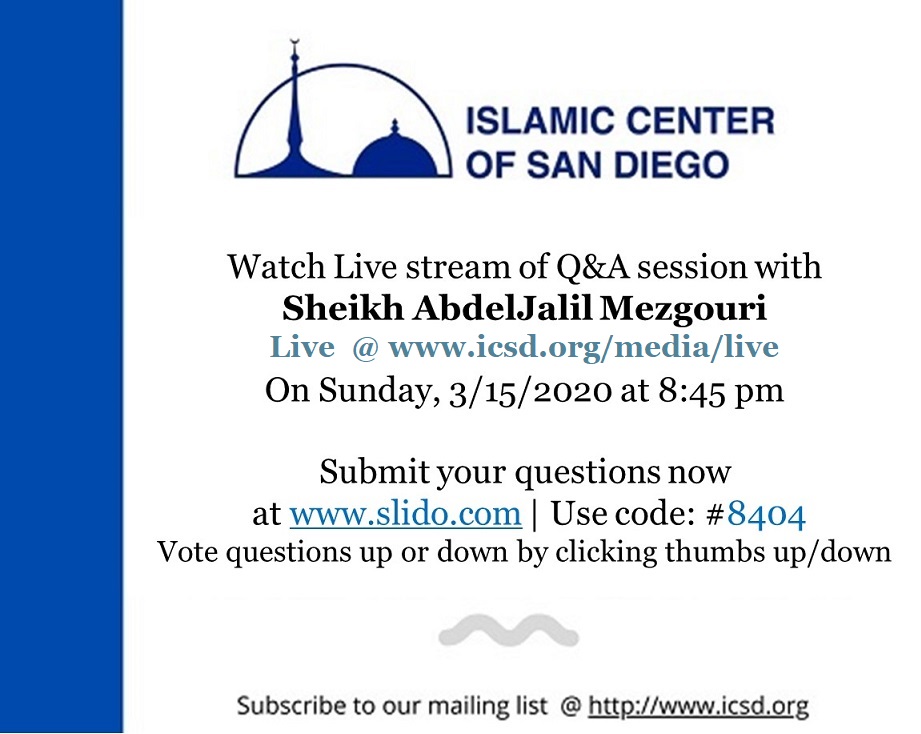 ISLAMIC CENTER
OF SAN DIEGO
Watch Live stream of Q&A session with
Sheikh AbdelJalil Mezgouri
Live @ www.icsd.org/media/live
On Sunday, 3/15/2020 at 8:45 pm
Submit your questions now
at www.slido.com | Use code: #8404
Vote questions up or down by clicking thumbs up/down
Subscribe to our mailing list @ http://www.icsd.org